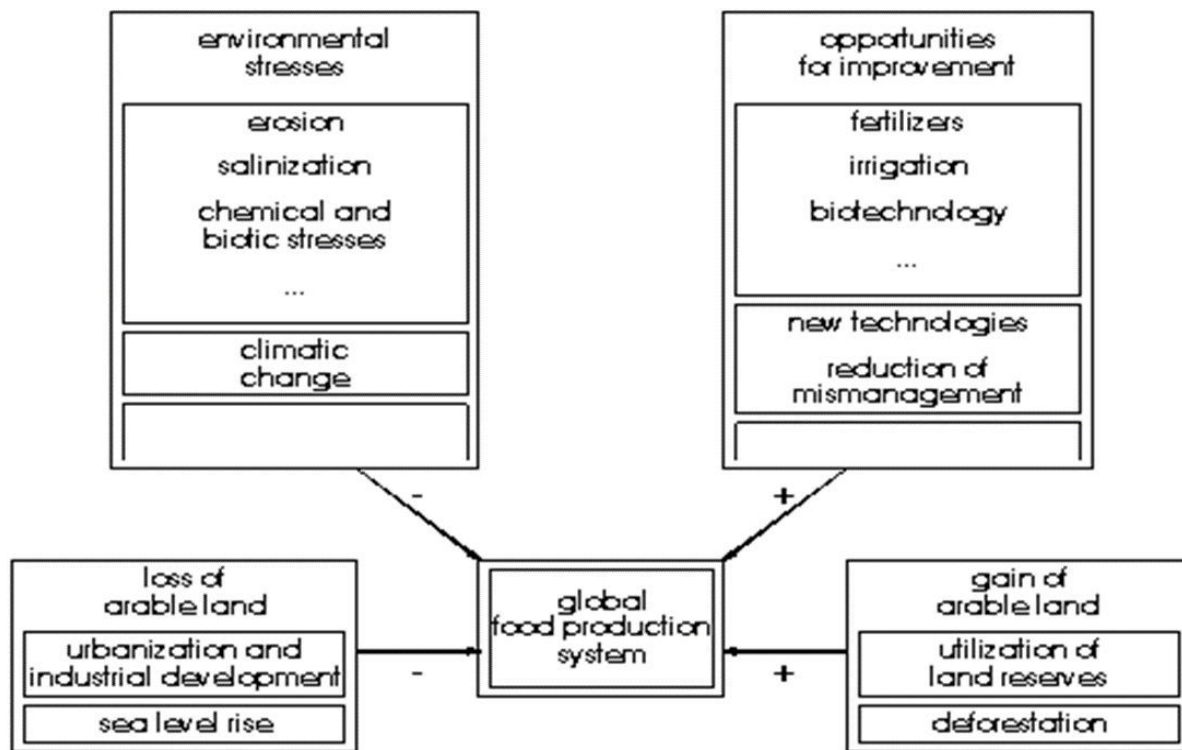 environmental
stresses
erosion
salinization
chemical and
biotic stresses
...
climatic
change
opportunities
for improvement
fertilizers
irrigation
biotechnology
...
new technologies
reduction of
mismanagement
-
+
loss of
arable land
urbanization and
industrial development
sea level rise
-
global
food production
system
+
gain of
arable land
utilization of
land reserves
deforestation